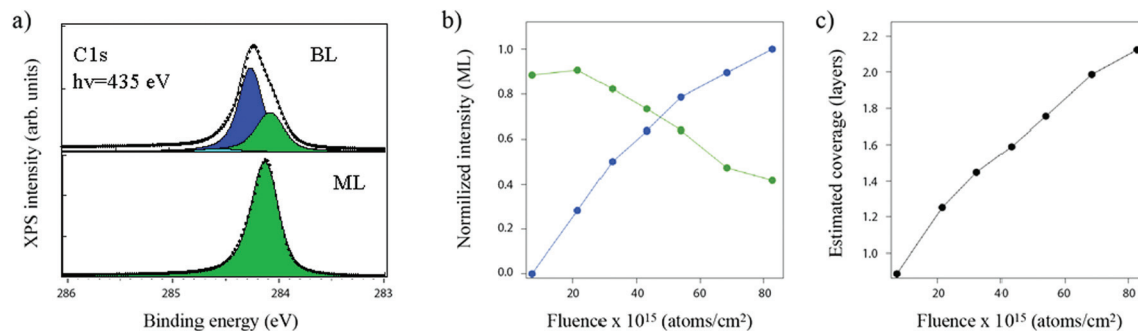 a)
C1s
hν=435 eV
BL
ML
XPS intensity (arb. units)
286
285
284
283
Binding energy (eV)
b)
Normilized intensity (ML)
1.0
0.8
0.6
0.4
0.2
0.0
20
40
60
80
Fluence x 10¹⁵ (atoms/cm²)
c)
Estimated coverage (layers)
2.2
2.0
1.8
1.6
1.4
1.2
1.0
20
40
60
80
Fluence x 10¹⁵ (atoms/cm²)